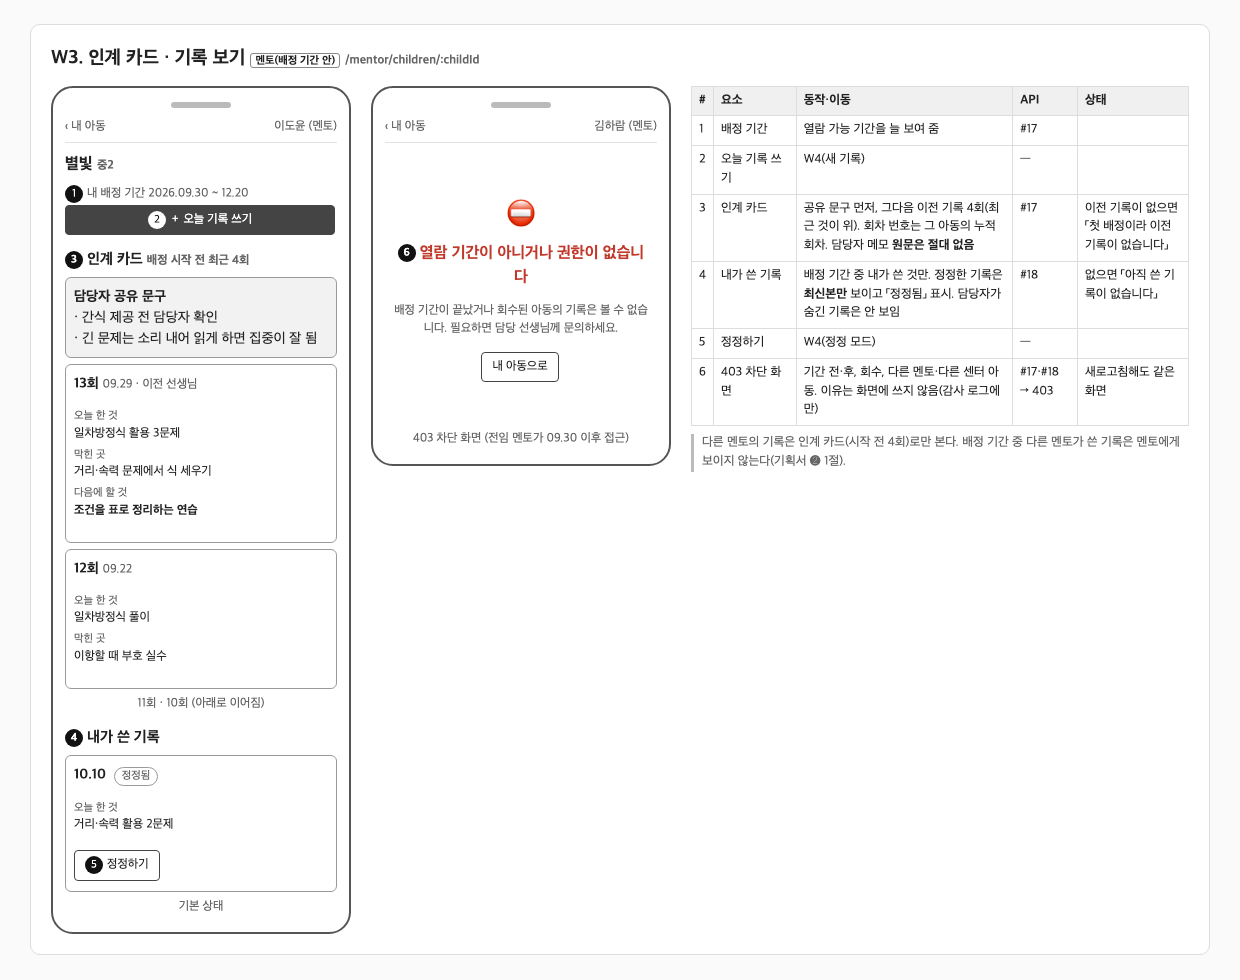 W3. 인계 카드 · 기록 보기 멘토(배정 기간 안) /mentor/children/:childId
‹ 내 아동 이도윤 (멘토)
별빛 중2
1 내 배정 기간 2026.09.30 ~ 12.20
2 + 오늘 기록 쓰기
3 인계 카드 배정 시작 전 최근 4회
담당자 공유 문구
· 간식 제공 전 담당자 확인
· 긴 문제는 소리 내어 읽게 하면 집중이 잘 됨
13회 09.29 · 이전 선생님
오늘 한 것
일차방정식 활용 3문제
막힌 곳
거리·속력 문제에서 식 세우기
다음에 할 것
조건을 표로 정리하는 연습
12회 09.22
오늘 한 것
일차방정식 풀이
막힌 곳
이항할 때 부호 실수
11회 · 10회 (아래로 이어짐)
4 내가 쓴 기록
10.10 정정됨
오늘 한 것
거리·속력 활용 2문제
5 정정하기
기본 상태
‹ 내 아동 김하람 (멘토)
6 열람 기간이 아니거나 권한이 없습니
다
배정 기간이 끝났거나 회수된 아동의 기록은 볼 수 없습
니다. 필요하면 담당 선생님께 문의하세요.
내 아동으로
403 차단 화면 (전임 멘토가 09.30 이후 접근)
# 요소 동작·이동 API 상태
1 배정 기간 열람 가능 기간을 늘 보여 줌 #17
2 오늘 기록 쓰 W4(새 기록) —
기
3 인계 카드 공유 문구 먼저, 그다음 이전 기록 4회(최 #17 이전 기록이 없으면
근 것이 위). 회차 번호는 그 아동의 누적 「첫 배정이라 이전
회차. 담당자 메모 원문은 절대 없음 기록이 없습니다」
4 내가 쓴 기록 배정 기간 중 내가 쓴 것만. 정정한 기록은 #18 없으면 「아직 쓴 기
최신본만 보이고 「정정됨」 표시. 담당자가 록이 없습니다」
숨긴 기록은 안 보임
5 정정하기 W4(정정 모드) —
6 403 차단 화 기간 전·후, 회수, 다른 멘토·다른 센터 아 #17·#18 새로고침해도 같은
면 동. 이유는 화면에 쓰지 않음(감사 로그에 → 403 화면
만)
다른 멘토의 기록은 인계 카드(시작 전 4회)로만 본다. 배정 기간 중 다른 멘토가 쓴 기록은 멘토에게
보이지 않는다(기획서 ❷ 1절).